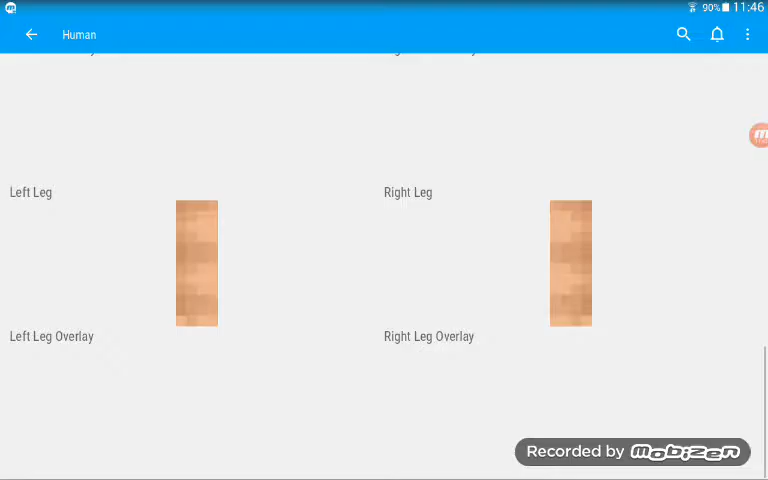 90% 11:46
Human
Left Leg
Right Leg
Left Leg Overlay
Right Leg Overlay
Recorded by mobizen